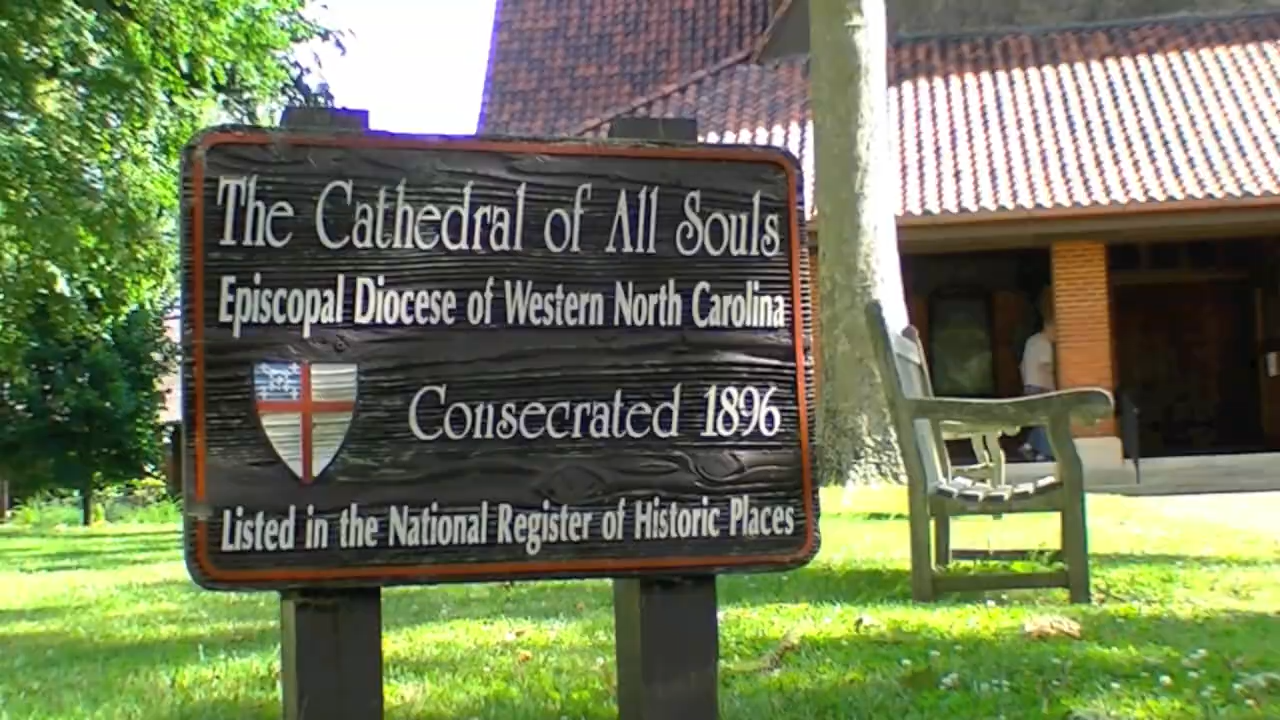 The Cathedral of All Souls
Episcopal Diocese of Western North Carolina
Consecrated 1896
Listed in the National Register of Historic Places